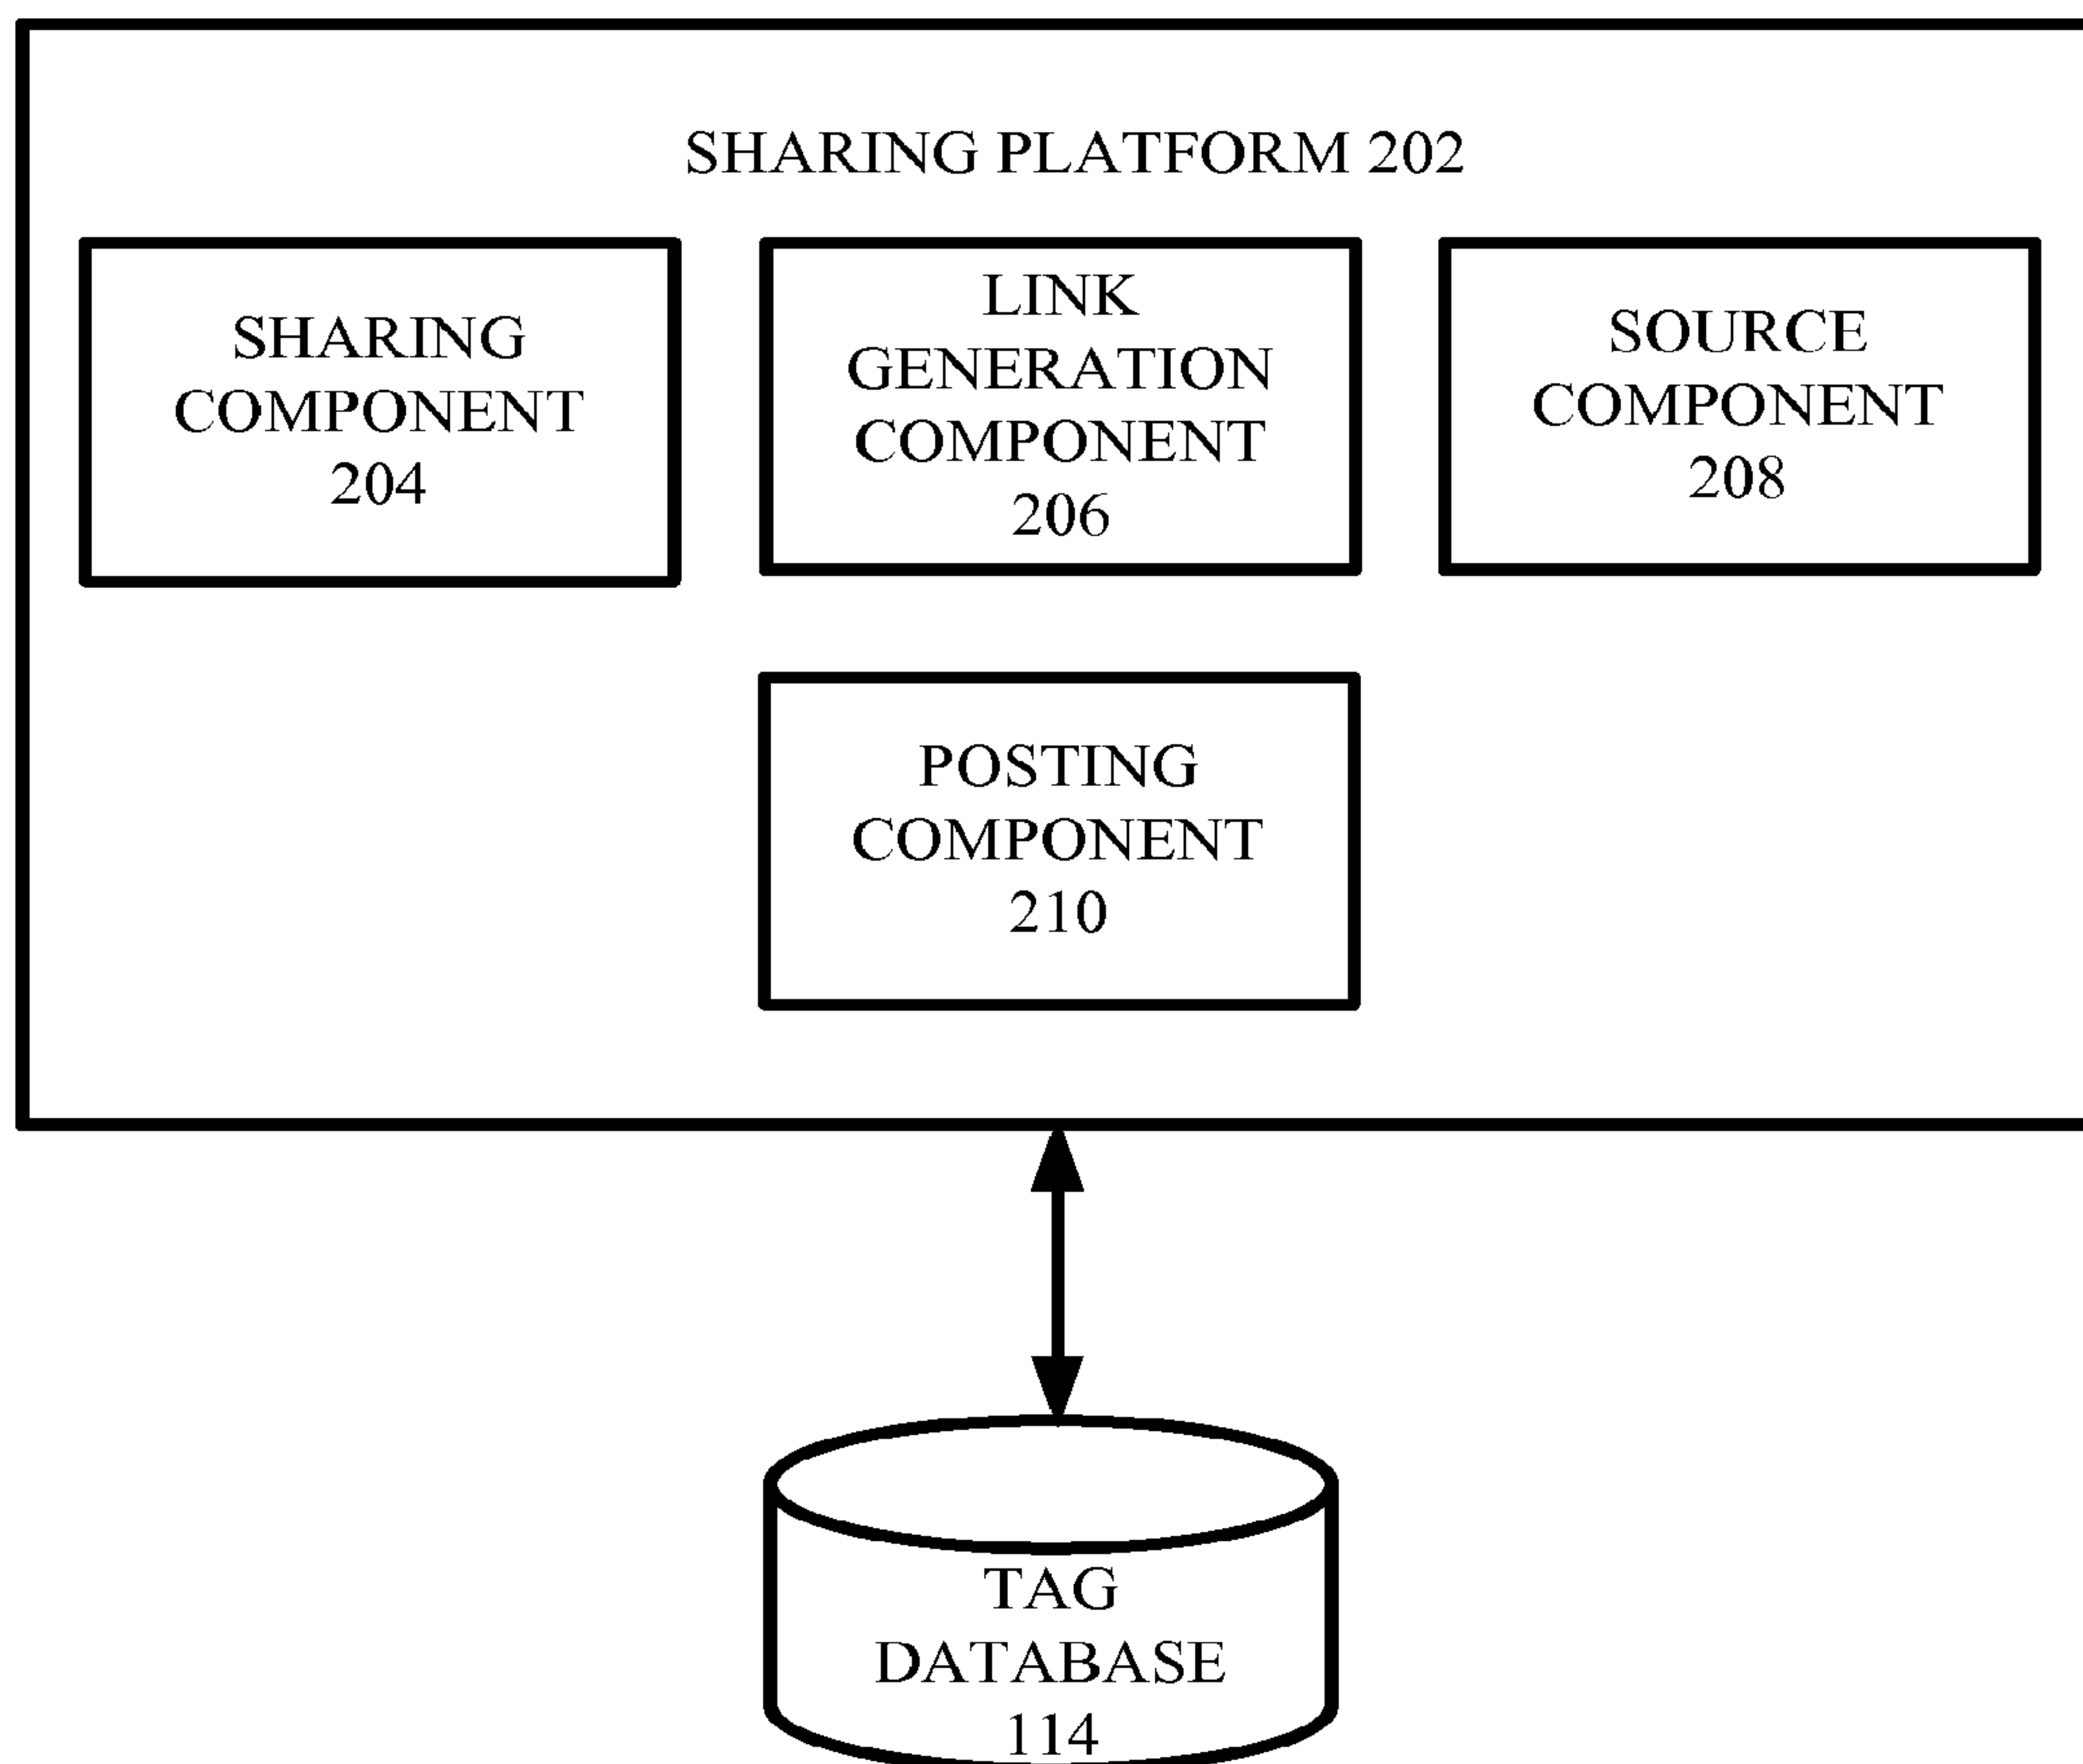 SHARING PLATFORM 202
SHARING
COMPONENT
204
LINK
GENERATION
COMPONENT
206
SOURCE
COMPONENT
208
POSTING
COMPONENT
210
TAG
DATABASE
114